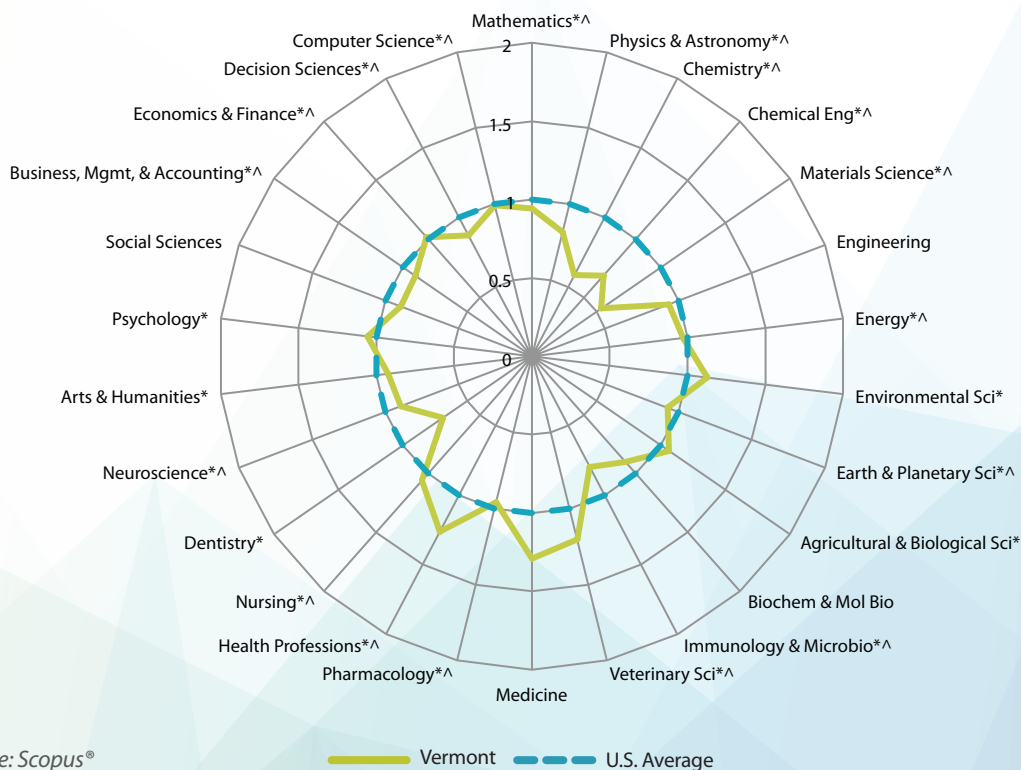 Mathematics*^
Computer Science*^
Physics & Astronomy*^
Decision Sciences*^
Chemistry*^
Economics & Finance*^
Chemical Eng*^
Business, Mgmt, & Accounting*^
Materials Science*^
Social Sciences
Engineering
Psychology*
Energy*^
Arts & Humanities*
Environmental Sci*
Neuroscience*^
Earth & Planetary Sci*^
Dentistry*
Agricultural & Biological Sci*
Nursing*^
Biochem & Mol Bio
Health Professions*^
Immunology & Microbio*^
Pharmacology*^
Veterinary Sci*^
Medicine
2
1.5
1
0.5
0
e: Scopus®
Vermont
U.S. Average